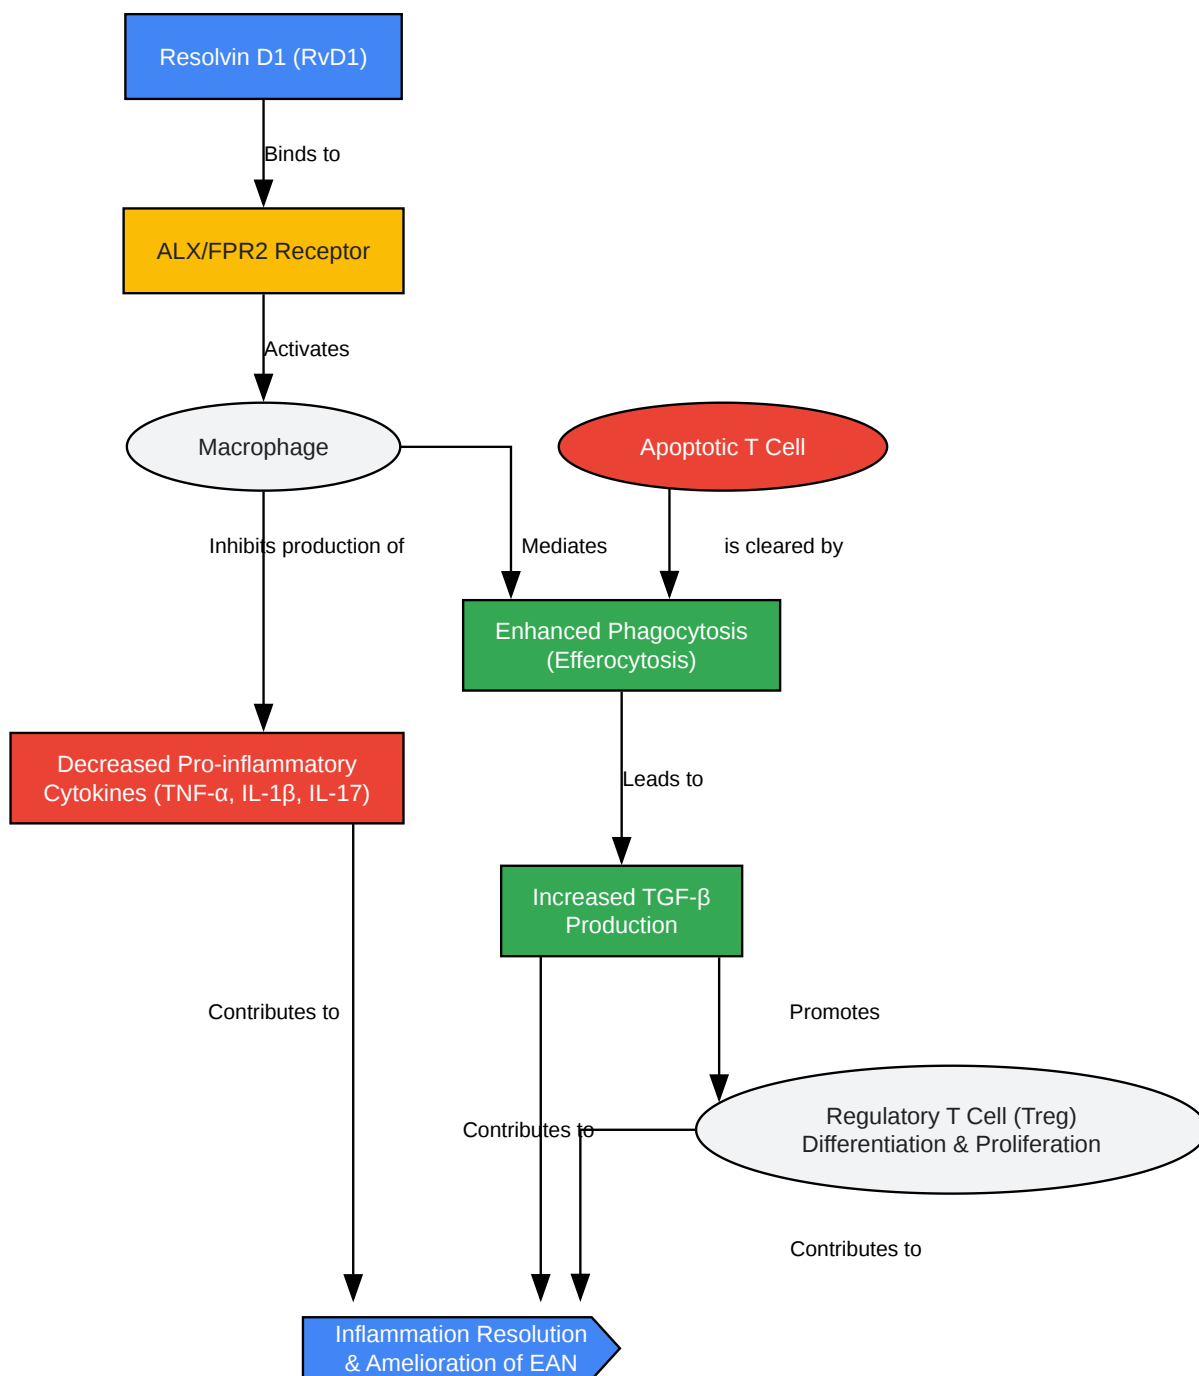 Resolvin D1 (RvD1)
Binds to
ALX/FPR2 Receptor
Activates
Macrophage
Apoptotic T Cell
Inhibits production of
Mediates
is cleared by
Enhanced Phagocytosis
(Efferocytosis)
Decreased Pro-inflammatory
Cytokines (TNF-α, IL-1β, IL-17)
Leads to
Increased TGF-β
Production
Contributes to
Promotes
Regulatory T Cell (Treg)
Differentiation & Proliferation
Contributes to
Contributes to
Inflammation Resolution
& Amelioration of EAN